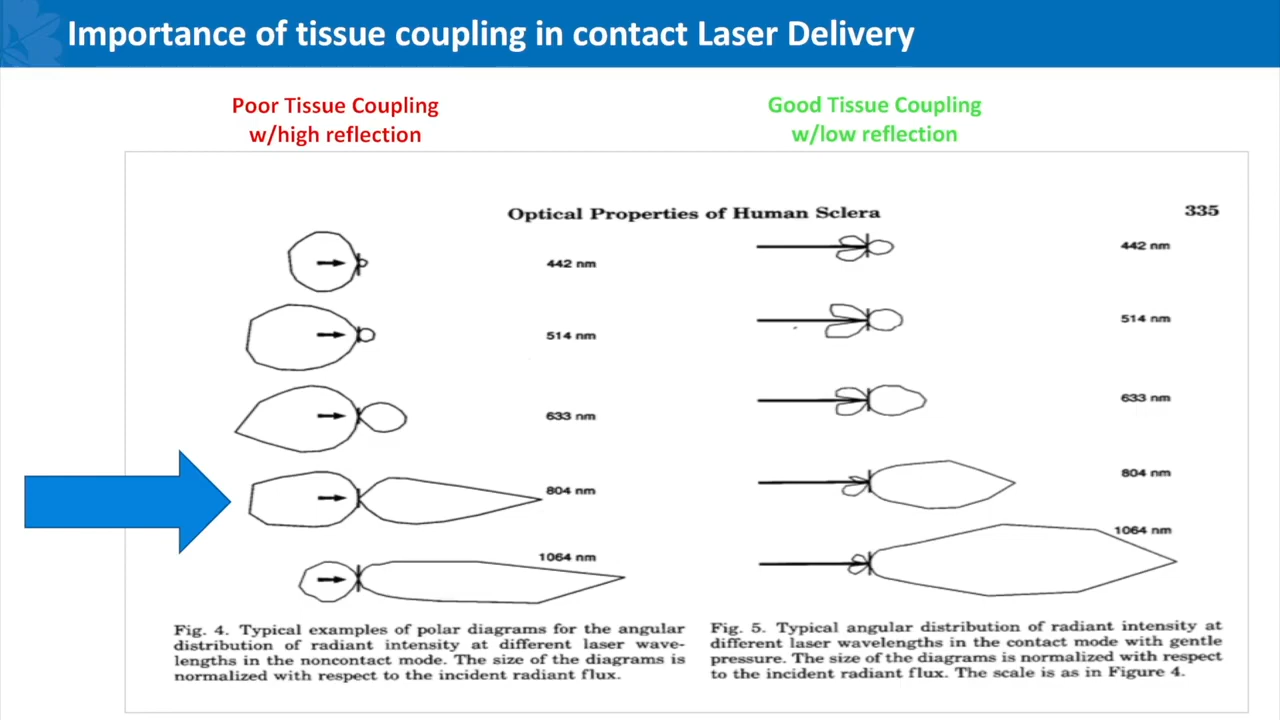 Importance of tissue coupling in contact Laser Delivery
Poor Tissue Coupling
w/high reflection
Good Tissue Coupling
w/low reflection
Optical Properties of Human Sclera
335
442 nm
514 nm
633 nm
804 nm
1064 nm
442 nm
514 nm
633 nm
804 nm
1064 nm
Fig. 4. Typical examples of polar diagrams for the angular
distribution of radiant intensity at different laser wave-
lengths in the noncontact mode. The size of the diagrams is
normalized with respect to the incident radiant flux.
Fig. 5. Typical angular distribution of radiant intensity at
different laser wavelengths in the contact mode with gentle
pressure. The size of the diagrams is normalized with respect
to the incident radiant flux. The scale is as in Figure 4.